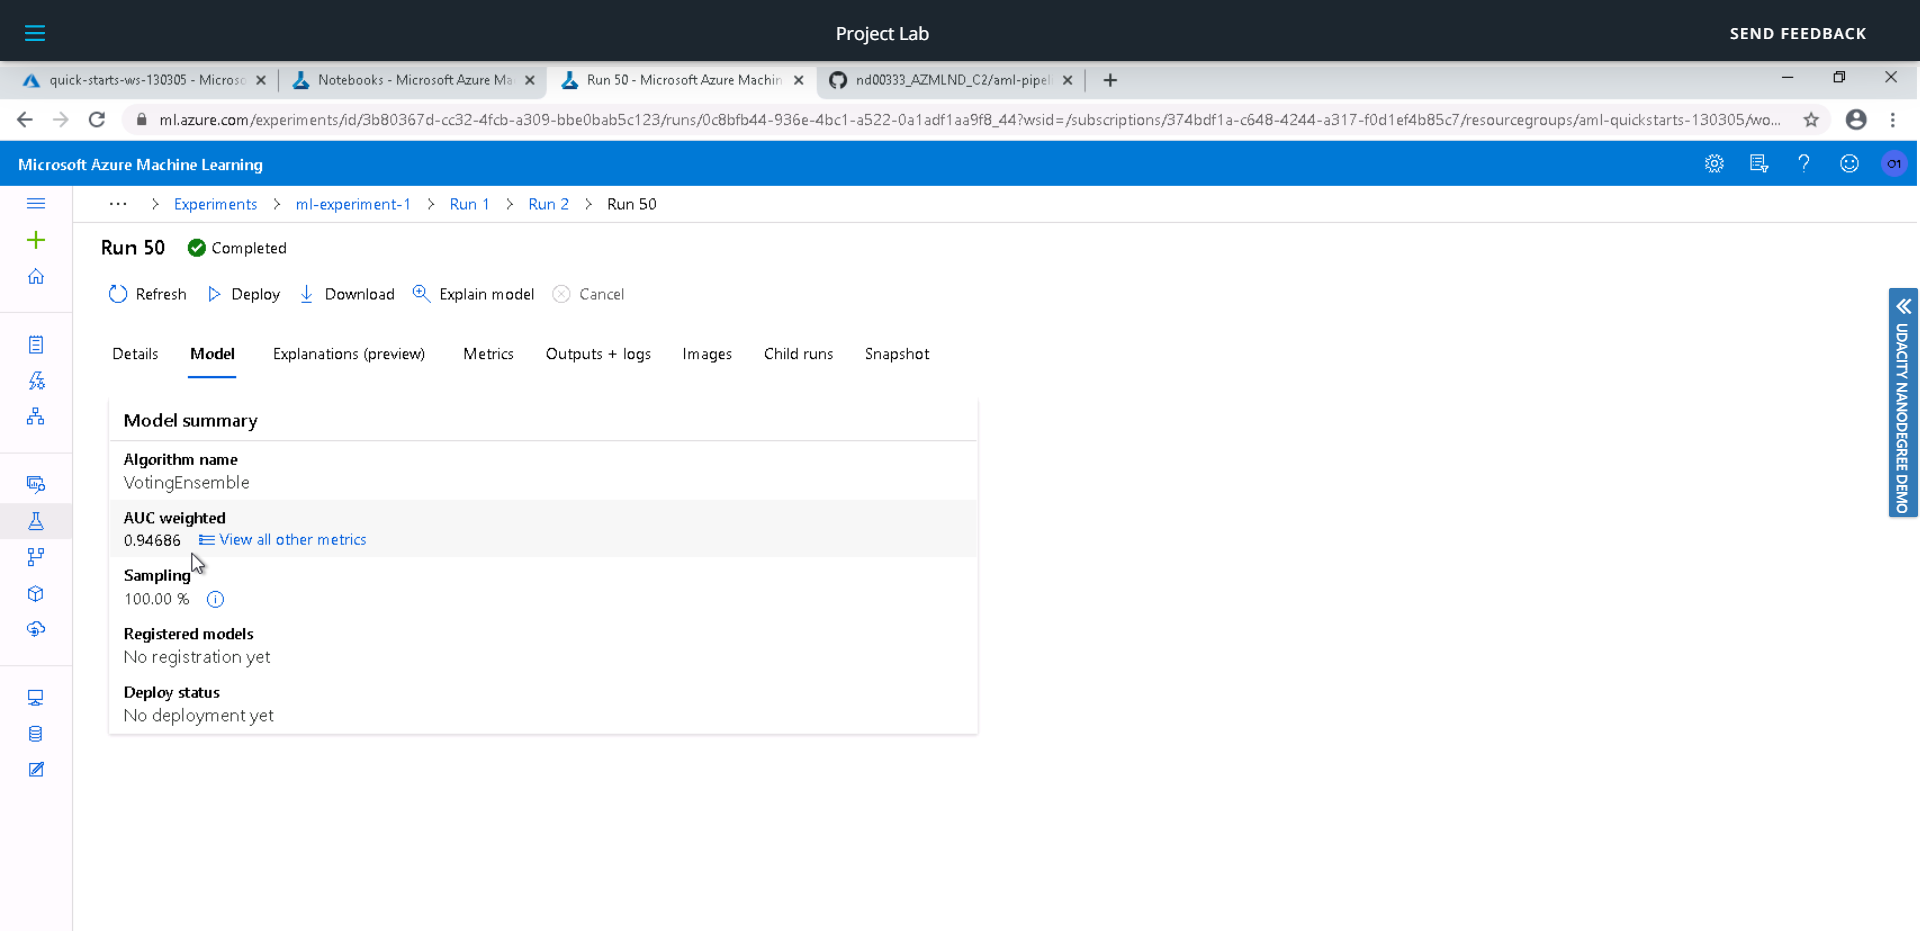 Project Lab
SEND FEEDBACK
quick-starts-ws-130305 - Microso
Notebooks - Microsoft Azure Ma
Run 50 - Microsoft Azure Machin
nd00333_AZMLND_C2/aml-pipel
ml.azure.com/experiments/id/3b80367d-cc32-4fcb-a309-bbe0bab5c123/runs/0c8bfb44-936e-4bc1-a522-0a1adf1aa9f8_44?wsid=/subscriptions/374bdf1a-c648-4244-a317-f0d1ef4b85c7/resourcegroups/aml-quickstarts-130305/wo...
Microsoft Azure Machine Learning
O1
... > Experiments > ml-experiment-1 > Run 1 > Run 2 > Run 50
Run 50 Completed
Refresh Deploy Download Explain model Cancel
Details Model Explanations (preview) Metrics Outputs + logs Images Child runs Snapshot
Model summary
Algorithm name
VotingEnsemble
AUC weighted
0.94686 View all other metrics
Sampling
100.00 %
Registered models
No registration yet
Deploy status
No deployment yet
UDACITY NANODEGREE DEMO